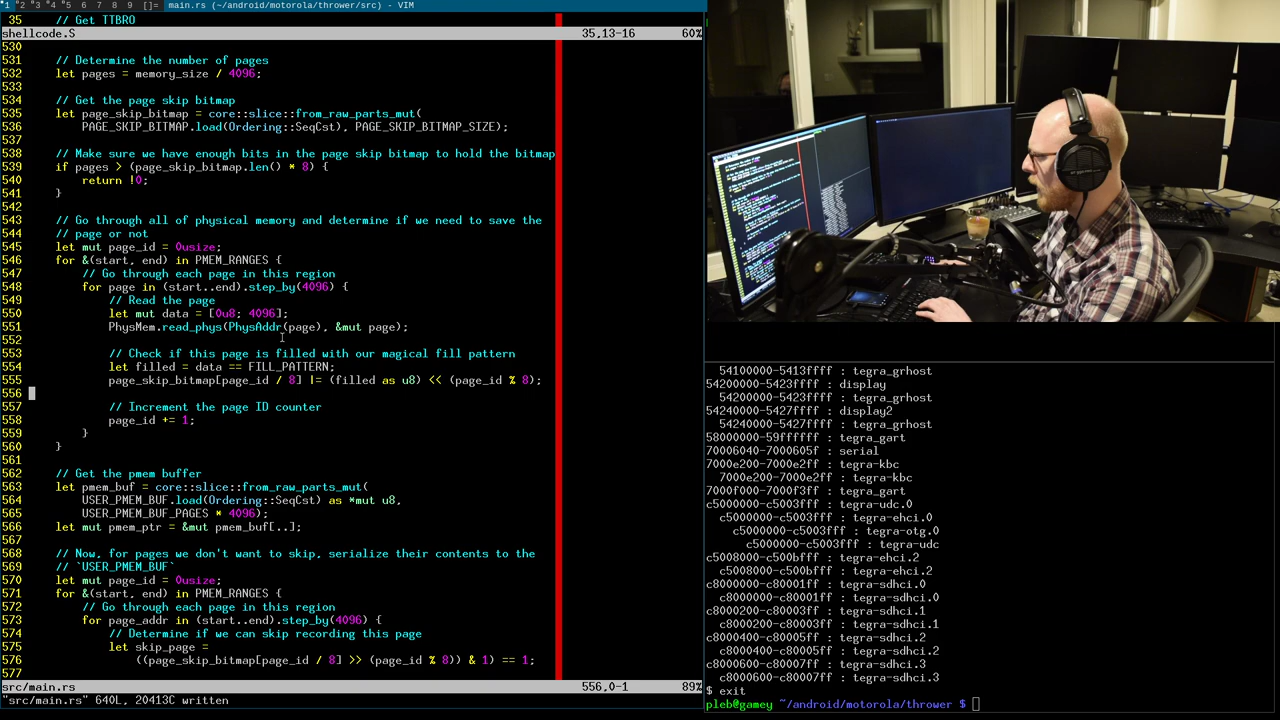 1 2 3 4 5 6 7 8 9 []= main.rs (~/android/motorola/thrower/src) - VIM
35     // Get TTBR0
shellcode.S 35,13-16 60%
530
531     // Determine the number of pages
532     let pages = memory_size / 4096;
533
534     // Get the page skip bitmap
535     let page_skip_bitmap = core::slice::from_raw_parts_mut(
536         PAGE_SKIP_BITMAP.load(Ordering::SeqCst), PAGE_SKIP_BITMAP_SIZE);
537
538     // Make sure we have enough bits in the page skip bitmap to hold the bitmap
539     if pages > (page_skip_bitmap.len() * 8) {
540         return !0;
541     }
542
543     // Go through all of physical memory and determine if we need to save the
544     // page or not
545     let mut page_id = 0usize;
546     for &(start, end) in PMEM_RANGES {
547         // Go through each page in this region
548         for page in (start..end).step_by(4096) {
549             // Read the page
550             let mut data = [0u8; 4096];
551             PhysMem.read_phys(PhysAddr(page), &mut page);
552
553             // Check if this page is filled with our magical fill pattern
554             let filled = data == FILL_PATTERN;
555             page_skip_bitmap[page_id / 8] |= (filled as u8) << (page_id % 8);
556
557             // Increment the page ID counter
558             page_id += 1;
559         }
560     }
561
562     // Get the pmem buffer
563     let pmem_buf = core::slice::from_raw_parts_mut(
564         USER_PMEM_BUF.load(Ordering::SeqCst) as *mut u8,
565         USER_PMEM_BUF_PAGES * 4096);
566     let mut pmem_ptr = &mut pmem_buf[..];
567
568     // Now, for pages we don't want to skip, serialize their contents to the
569     // `USER_PMEM_BUF`
570     let mut page_id = 0usize;
571     for &(start, end) in PMEM_RANGES {
572         // Go through each page in this region
573         for page_addr in (start..end).step_by(4096) {
574             // Determine if we can skip recording this page
575             let skip_page =
576                 ((page_skip_bitmap[page_id / 8] >> (page_id % 8)) & 1) == 1;
577
src/main.rs 556,0-1 89%
"src/main.rs" 640L, 20413C written
54100000-5413ffff : tegra_grhost
54200000-5423ffff : display
54200000-5423ffff : tegra_grhost
54240000-5427ffff : display2
54240000-5427ffff : tegra_grhost
58000000-59ffffff : tegra_gart
70006040-7000605f : serial
7000e200-7000e2ff : tegra-kbc
7000e200-7000e2ff : tegra-kbc
7000f000-7000f3ff : tegra_gart
c5000000-c5003fff : tegra-udc.0
c5000000-c5003fff : tegra-ehci.0
c5000000-c5003fff : tegra-otg.0
c5000000-c5003fff : tegra-udc
c5008000-c500bfff : tegra-ehci.2
c5008000-c500bfff : tegra-ehci.2
c8000000-c80001ff : tegra-sdhci.0
c8000000-c80001ff : tegra-sdhci.0
c8000200-c80003ff : tegra-sdhci.1
c8000200-c80003ff : tegra-sdhci.1
c8000400-c80005ff : tegra-sdhci.2
c8000400-c80005ff : tegra-sdhci.2
c8000600-c80007ff : tegra-sdhci.3
c8000600-c80007ff : tegra-sdhci.3
$ exit
pleb@gamey ~/android/motorola/thrower $